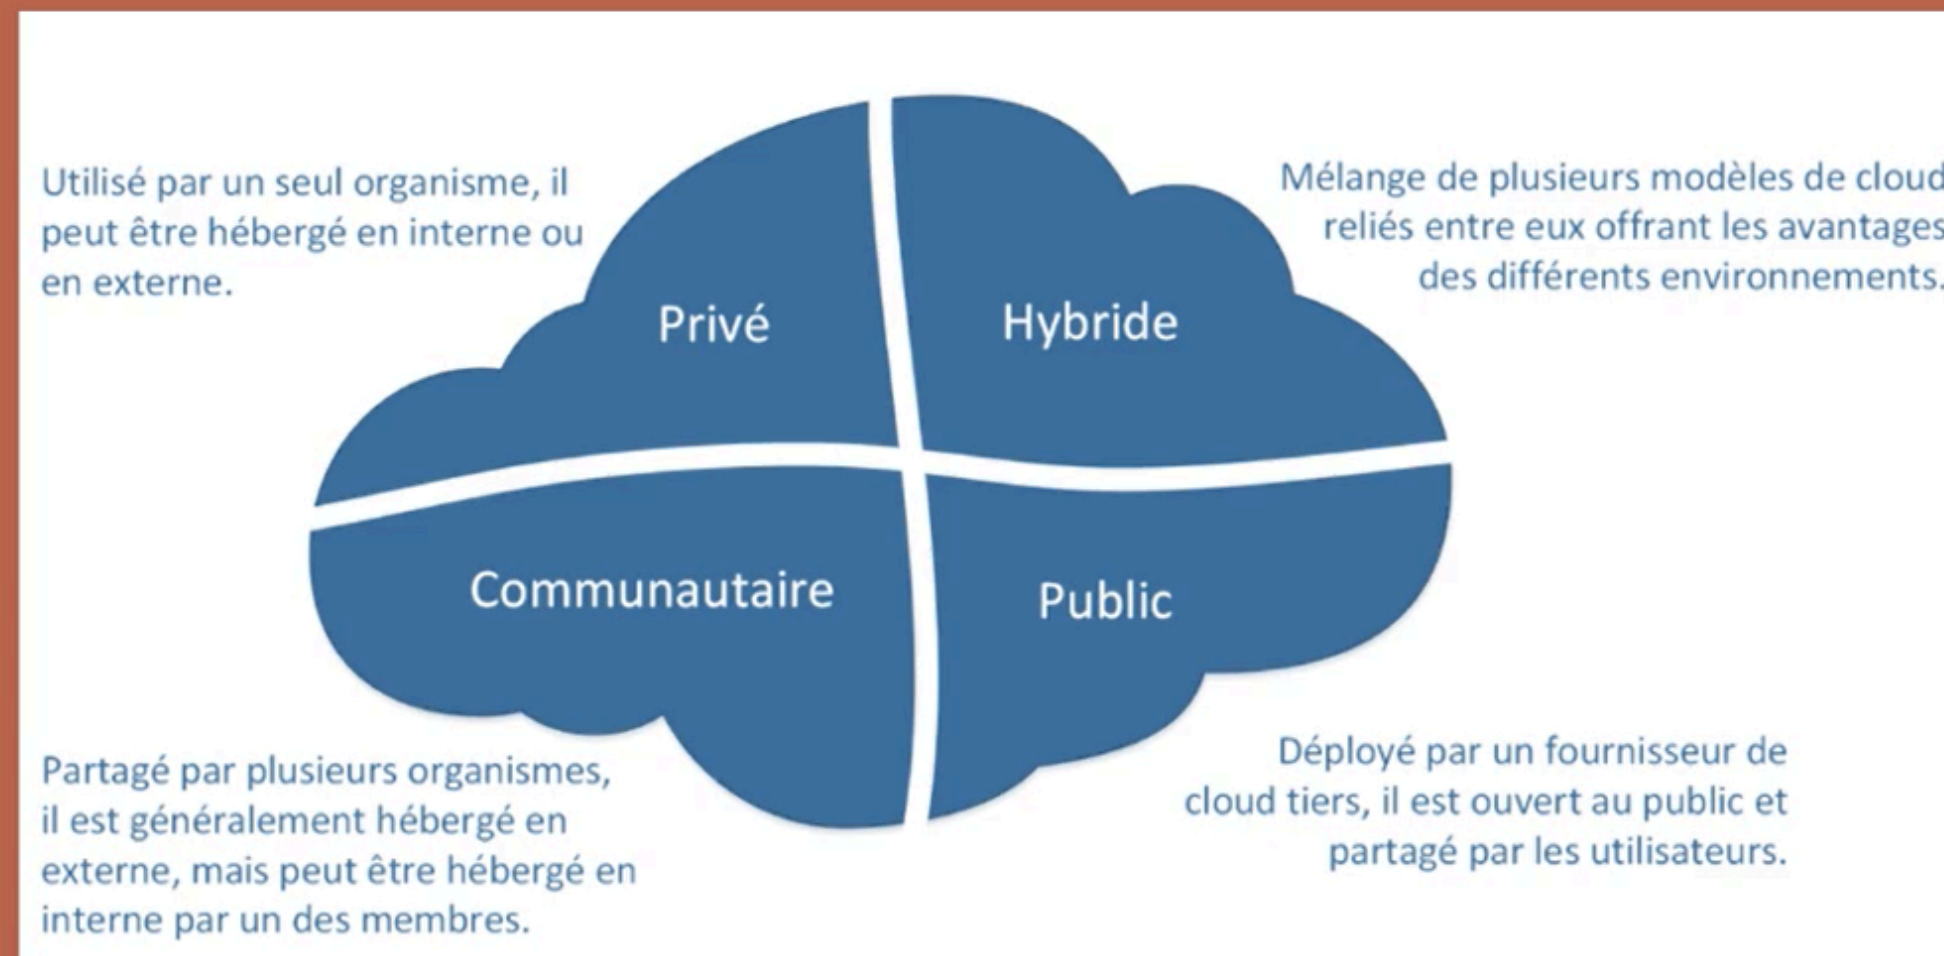 Utilisé par un seul organisme, il
peut être hébergé en interne ou
en externe.
Mélange de plusieurs modèles de cloud
reliés entre eux offrant les avantages
des différents environnements.
Privé
Hybride
Communautaire
Public
Partagé par plusieurs organismes,
il est généralement hébergé en
externe, mais peut être hébergé en
interne par un des membres.
Déployé par un fournisseur de
cloud tiers, il est ouvert au public et
partagé par les utilisateurs.